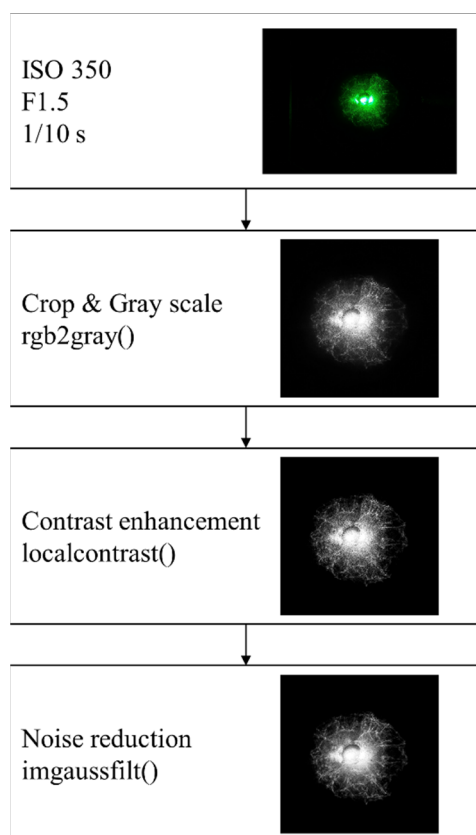 ISO 350
F1.5
1/10 s
Crop & Gray scale
rgb2gray()
Contrast enhancement
localcontrast()
Noise reduction
imgaussfilt()